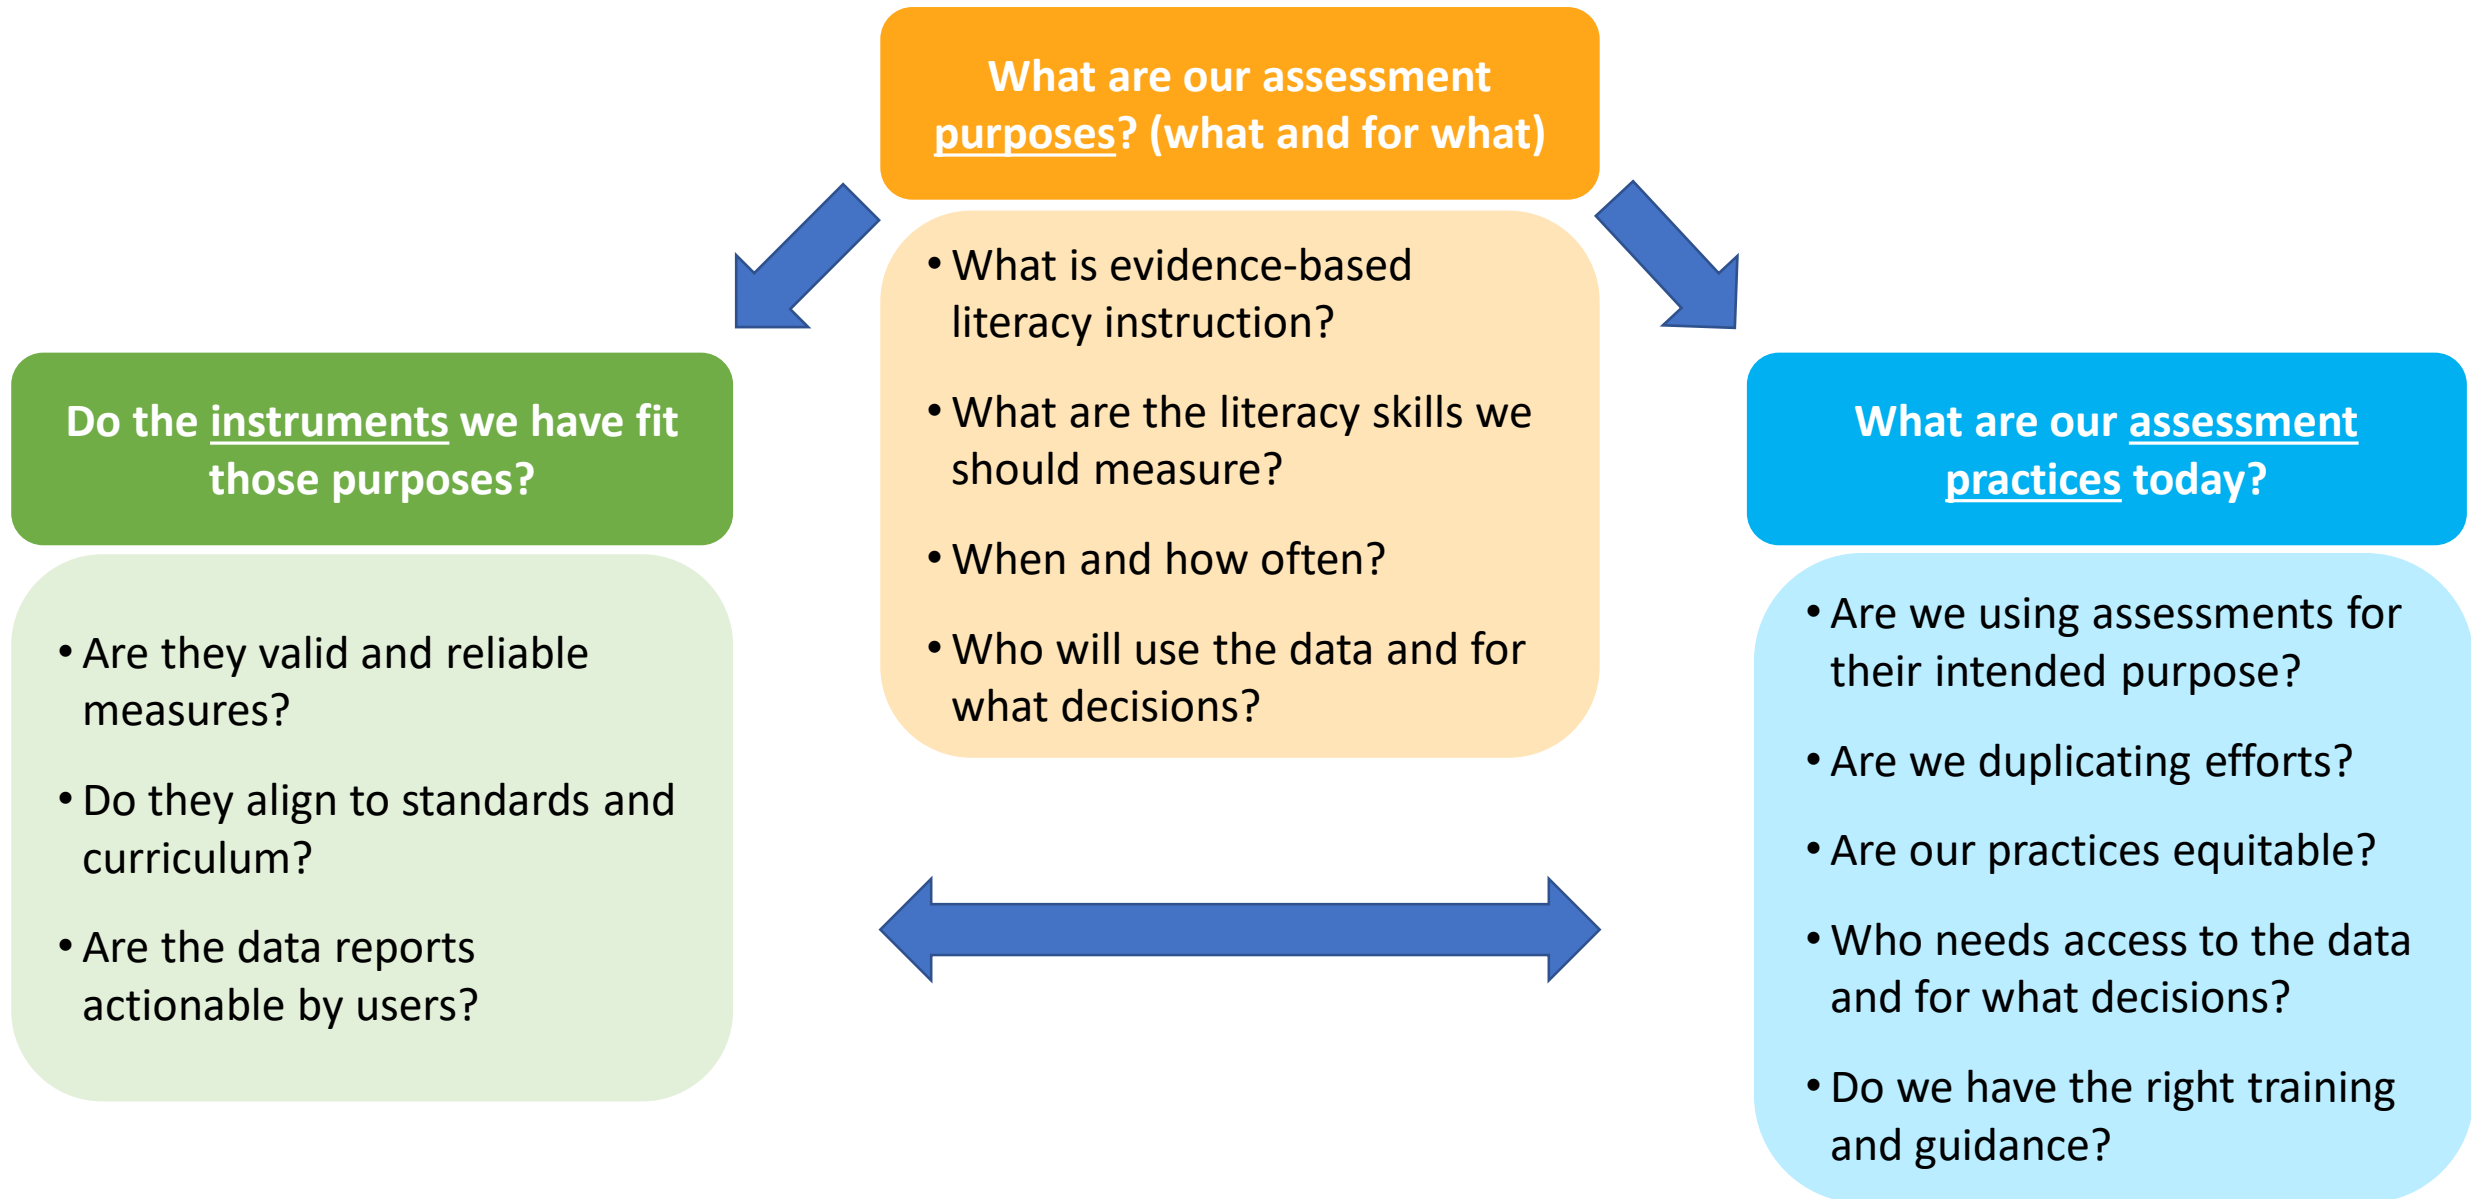 What are our assessment
purposes? (what and for what)
• What is evidence-based
literacy instruction?
• What are the literacy skills we
should measure?
• When and how often?
• Who will use the data and for
what decisions?
Do the instruments we have fit
those purposes?
• Are they valid and reliable
measures?
• Do they align to standards and
curriculum?
• Are the data reports
actionable by users?
What are our assessment
practices today?
• Are we using assessments for
their intended purpose?
• Are we duplicating efforts?
• Are our practices equitable?
• Who needs access to the data
and for what decisions?
• Do we have the right training
and guidance?